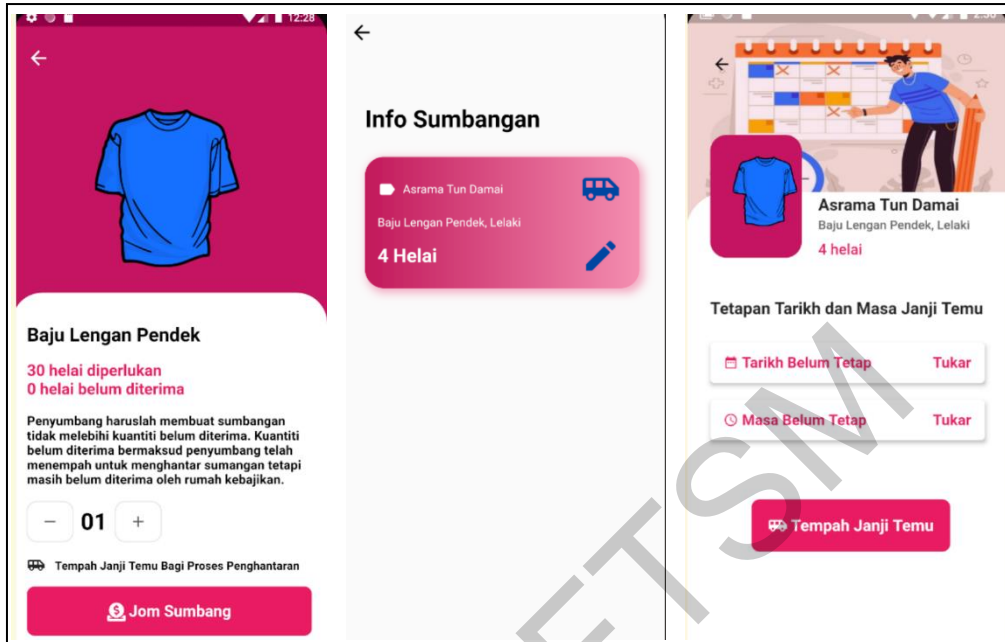 12:28
Baju Lengan Pendek
30 helai diperlukan
0 helai belum diterima
Penyumbang haruslah membuat sumbangan
tidak melebihi kuantiti belum diterima. Kuantiti
belum diterima bermaksud penyumbang telah
menempah untuk menghantar sumangan tetapi
masih belum diterima oleh rumah kebajikan.
− 01 +
Tempah Janji Temu Bagi Proses Penghantaran
Jom Sumbang
Info Sumbangan
Asrama Tun Damai
Baju Lengan Pendek, Lelaki
4 Helai
Asrama Tun Damai
Baju Lengan Pendek, Lelaki
4 helai
Tetapan Tarikh dan Masa Janji Temu
Tarikh Belum Tetap Tukar
Masa Belum Tetap Tukar
Tempah Janji Temu
FTSM